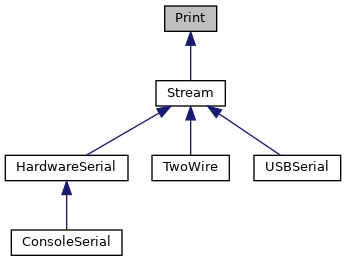 Print
Stream
HardwareSerial
TwoWire
USBSerial
ConsoleSerial